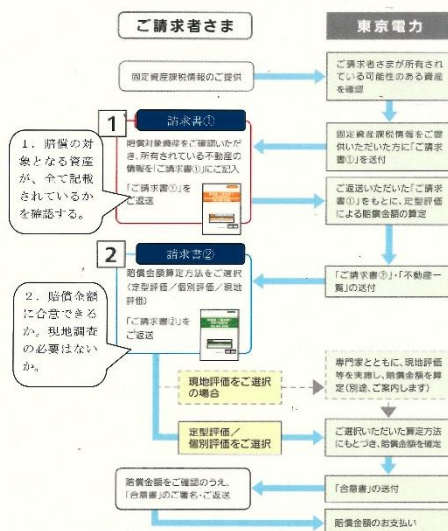 ご請求者さま
東京電力
固定資産課税情報のご提供
ご請求者さまが所有され
ている可能性のある資産
を確認
固定資産課税情報をご提
供いただいた方に「ご請求
書①」を送付
1
請求書①
賠償対象資産をご確認いただ
き、所有されている不動産の
情報を「ご請求書①」にご記入
「ご請求書①」を
ご返送
1．賠償の対
象となる資産
が、全て記載
されているか
を確認する。
ご返送いただいた「ご請求
書①」をもとに、定型評価
による賠償金額の算定
2
請求書②
賠償金額算定方法をご選択
(定型評価／個別評価／現地
評価)
「ご請求書②」を
ご返送
2．賠償金額
に合意できる
か。現地調査
の必要はない
か。
「ご請求書②」・「不動産一
覧」の送付
現地評価をご選択
の場合
専門家とともに、現地評価
等を実施し、賠償金額を算
定(別途、ご案内します)
定型評価／
個別評価をご選択
ご選択いただいた算定方法
にもとづき、賠償金額を確定
賠償金額をご確認のうえ、
「合意書」のご署名・ご返送
「合意書」の送付
賠償金額のお支払い